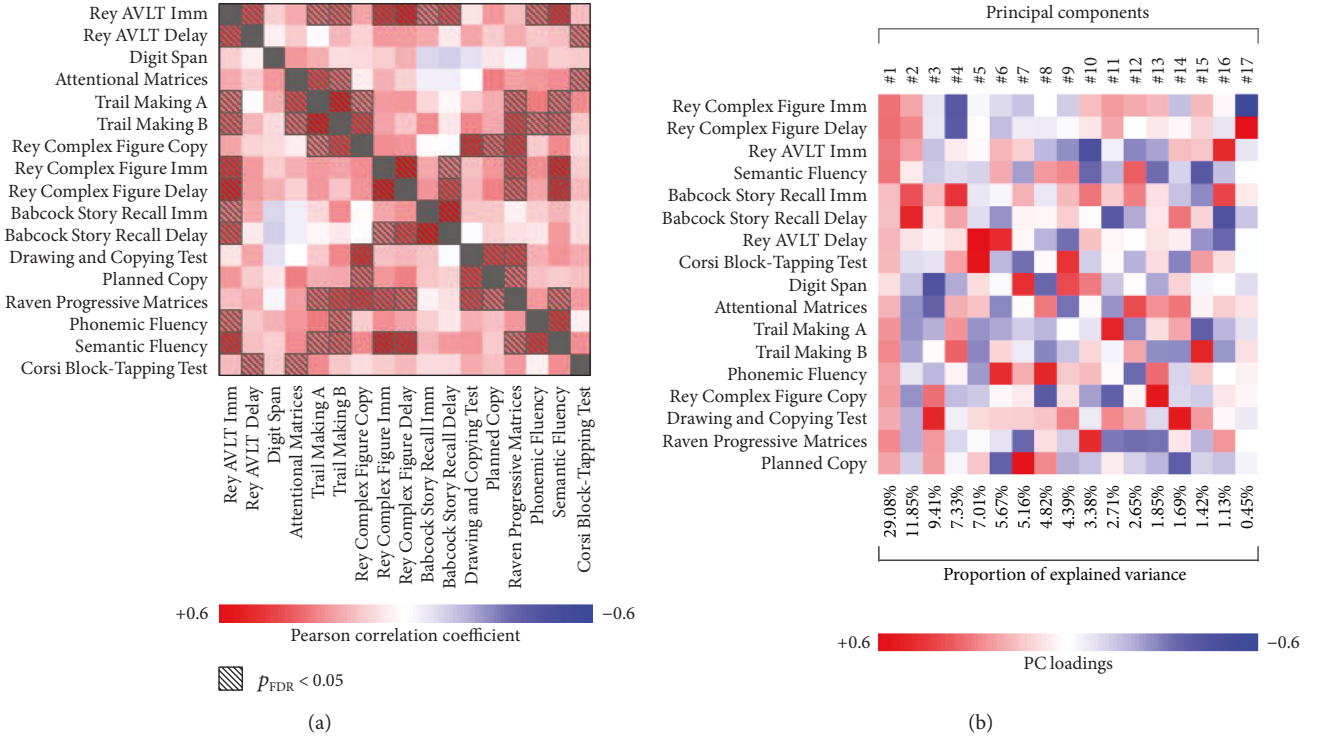 Rey AVLT Imm
Rey AVLT Delay
Digit Span
Attentional Matrices
Trail Making A
Trail Making B
Rey Complex Figure Copy
Rey Complex Figure Imm
Rey Complex Figure Delay
Babcock Story Recall Imm
Babcock Story Recall Delay
Drawing and Copying Test
Planned Copy
Raven Progressive Matrices
Phonemic Fluency
Semantic Fluency
Corsi Block-Tapping Test
Rey AVLT Imm
Rey AVLT Delay
Digit Span
Attentional Matrices
Trail Making A
Trail Making B
Rey Complex Figure Copy
Rey Complex Figure Imm
Rey Complex Figure Delay
Babcock Story Recall Imm
Babcock Story Recall Delay
Drawing and Copying Test
Planned Copy
Raven Progressive Matrices
Phonemic Fluency
Semantic Fluency
Corsi Block-Tapping Test
+0.6 −0.6
Pearson correlation coefficient
pFDR < 0.05
(a)
Principal components
#1 #2 #3 #4 #5 #6 #7 #8 #9 #10 #11 #12 #13 #14 #15 #16 #17
Rey Complex Figure Imm
Rey Complex Figure Delay
Rey AVLT Imm
Semantic Fluency
Babcock Story Recall Imm
Babcock Story Recall Delay
Rey AVLT Delay
Corsi Block-Tapping Test
Digit Span
Attentional Matrices
Trail Making A
Trail Making B
Phonemic Fluency
Rey Complex Figure Copy
Drawing and Copying Test
Raven Progressive Matrices
Planned Copy
29.08% 11.85% 9.41% 7.33% 7.01% 5.67% 5.16% 4.82% 4.39% 3.38% 2.71% 2.65% 1.85% 1.69% 1.42% 1.13% 0.45%
Proportion of explained variance
+0.6 −0.6
PC loadings
(b)